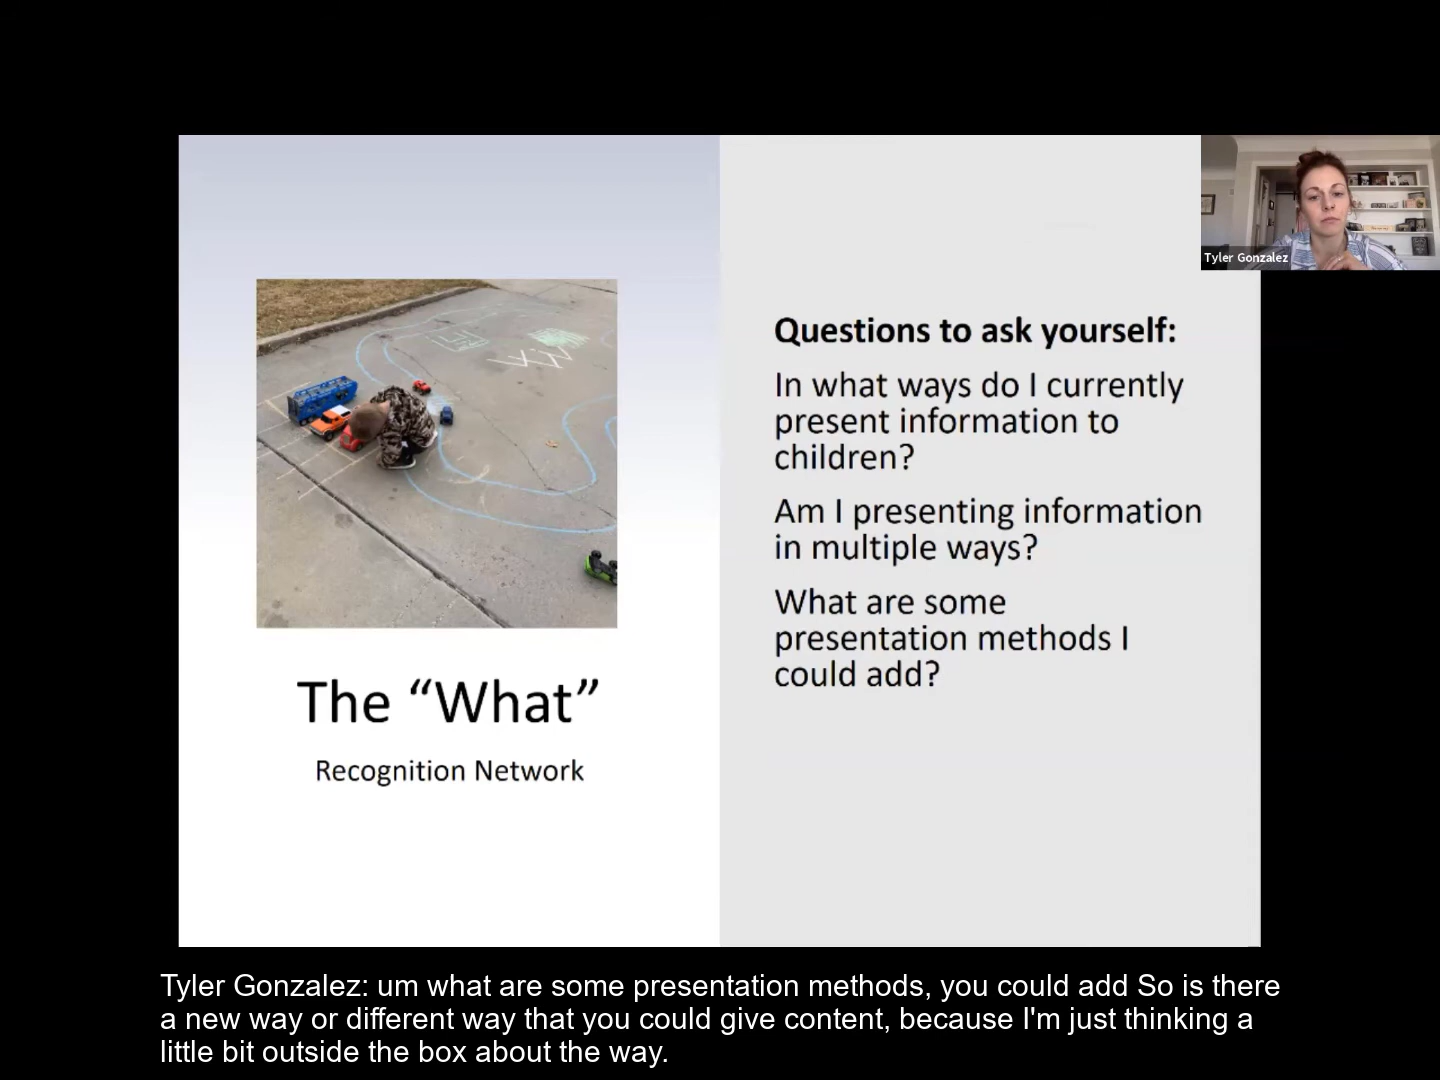 Tyler Gonzalez
Questions to ask yourself:
In what ways do I currently
present information to
children?
Am I presenting information
in multiple ways?
What are some
presentation methods I
could add?
The “What”
Recognition Network
Tyler Gonzalez: um what are some presentation methods, you could add So is there
a new way or different way that you could give content, because I'm just thinking a
little bit outside the box about the way.